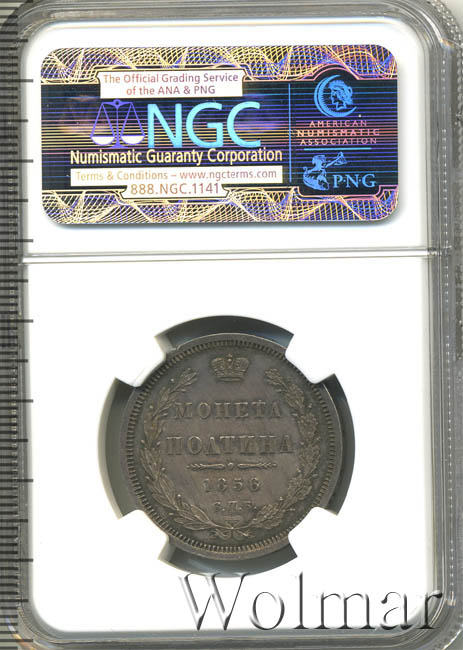 The Official Grading Service
of the ANA & PNG
NGC
Numismatic Guaranty Corporation
Terms & Conditions – www.ngcterms.com
888.NGC.1141
AMERICAN
NUMISMATIC
ASSOCIATION
P·N·G
МОНЕТА
ПОЛТИНА
1856
С.П.Б.
Wolmar